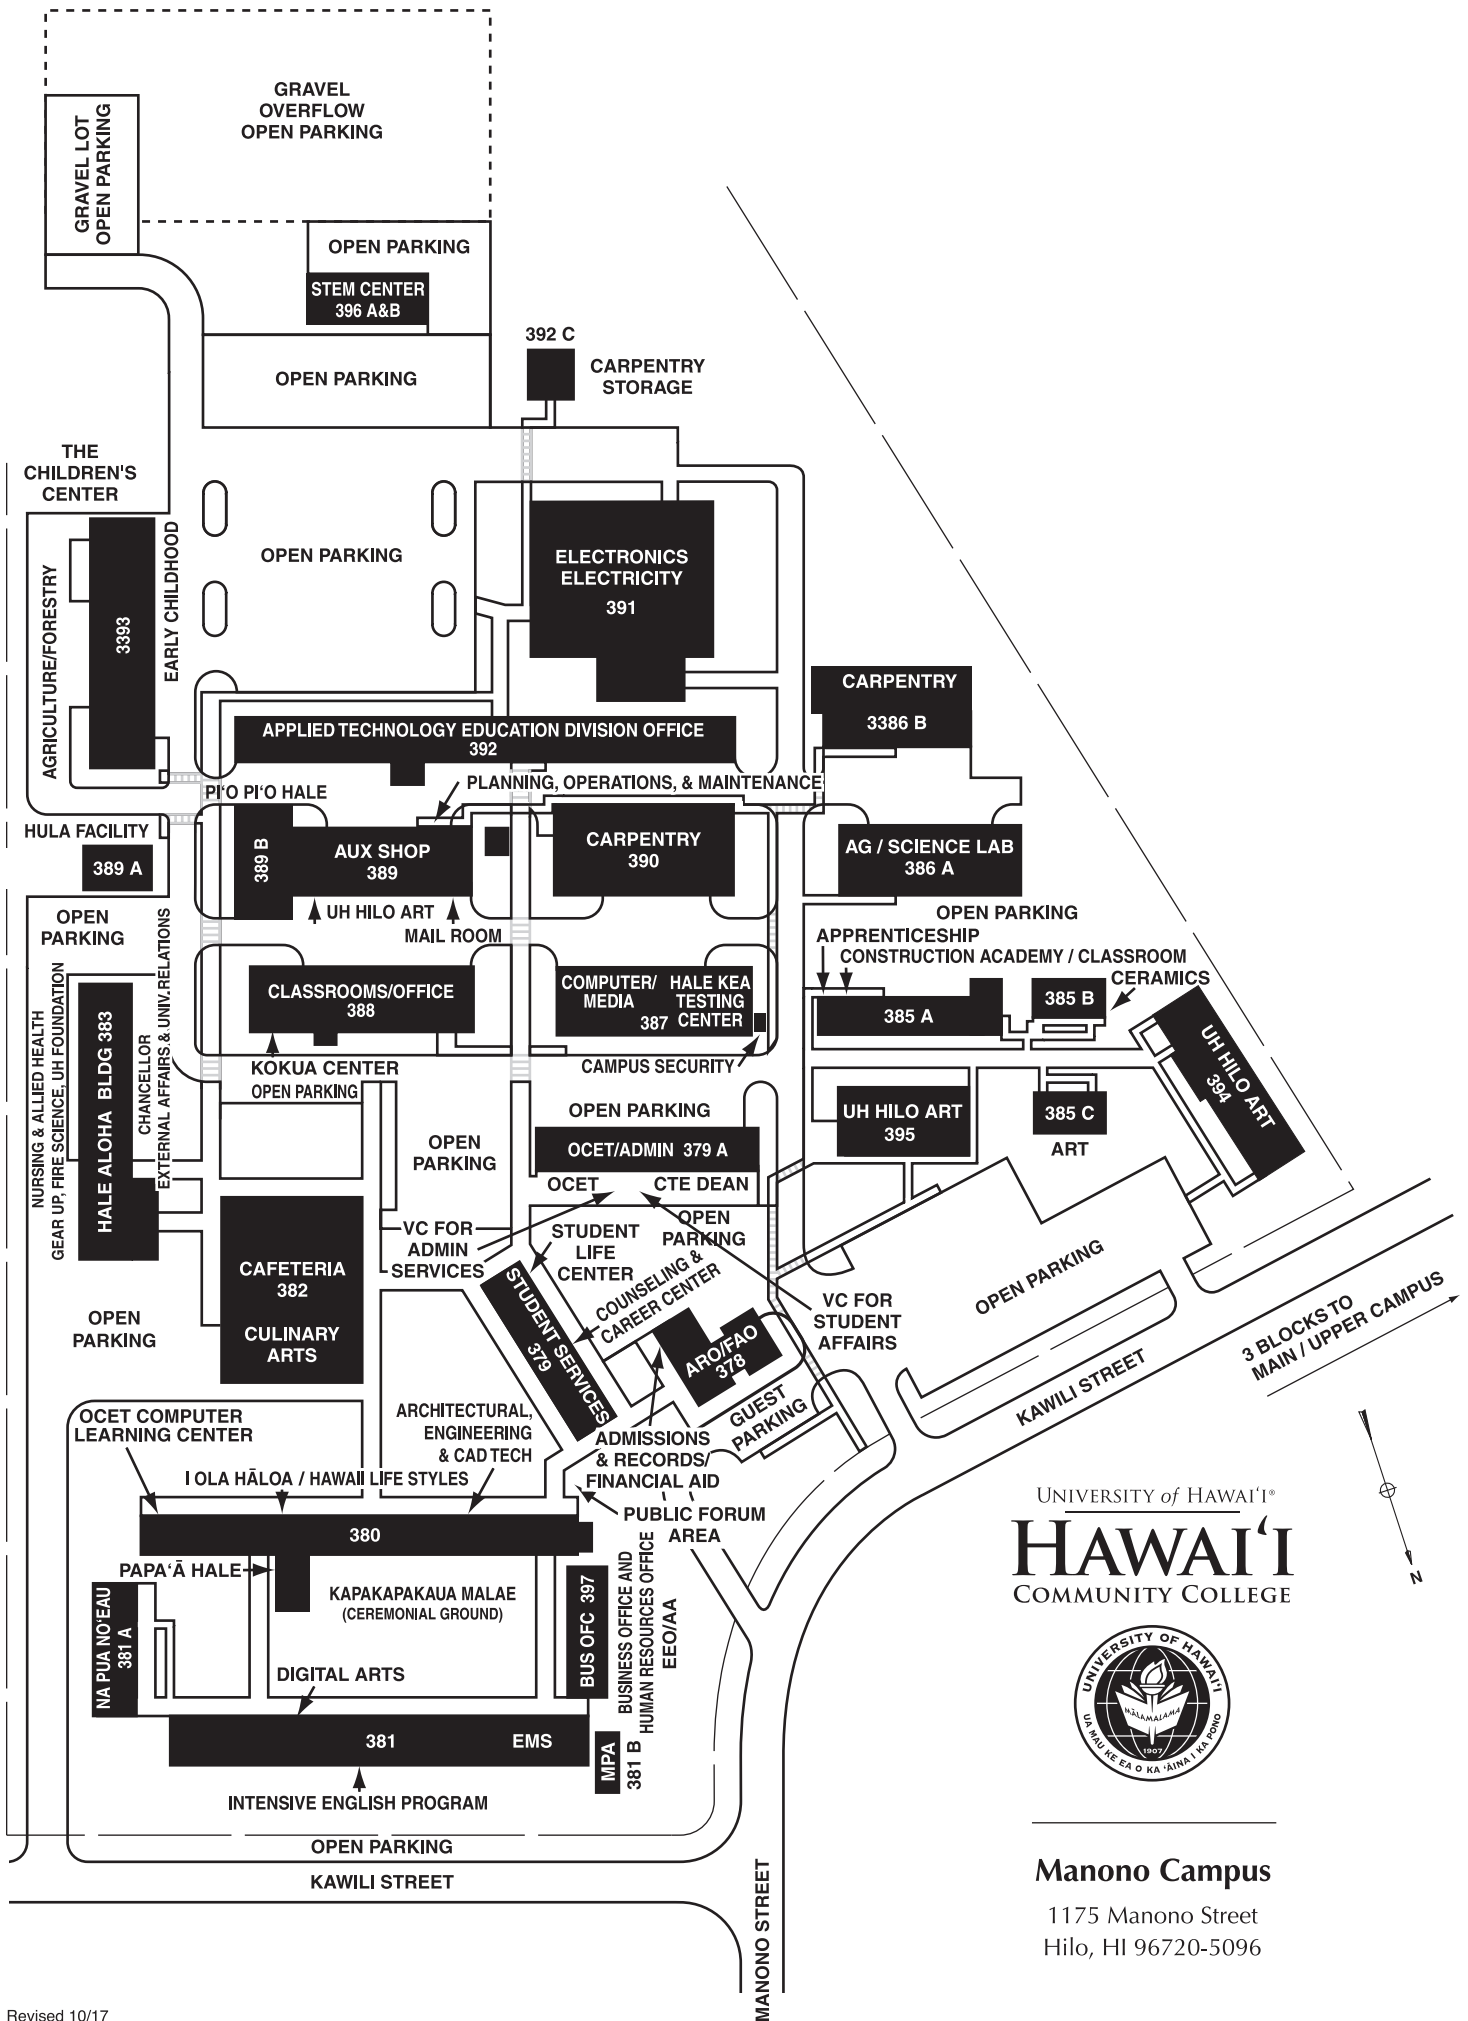 GRAVEL
OVERFLOW
OPEN PARKING
GRAVEL LOT
OPEN PARKING
OPEN PARKING
STEM CENTER
396 A&B
392 C
CARPENTRY
STORAGE
OPEN PARKING
THE
CHILDREN'S
CENTER
OPEN PARKING
ELECTRONICS
ELECTRICITY
391
AGRICULTURE/FORESTRY
3393
EARLY CHILDHOOD
CARPENTRY
3386 B
APPLIED TECHNOLOGY EDUCATION DIVISION OFFICE
392
PLANNING, OPERATIONS, & MAINTENANCE
PI‘O PI‘O HALE
HULA FACILITY
389 A
389 B
AUX SHOP
389
CARPENTRY
390
AG / SCIENCE LAB
386 A
OPEN
PARKING
UH HILO ART
MAIL ROOM
OPEN PARKING
APPRENTICESHIP
CONSTRUCTION ACADEMY / CLASSROOM
CERAMICS
CLASSROOMS/OFFICE
388
COMPUTER/
MEDIA
387
HALE KEA
TESTING
CENTER
385 A
385 B
UH HILO ART
394
NURSING & ALLIED HEALTH
GEAR UP, FIRE SCIENCE, UH FOUNDATION
HALE ALOHA BLDG 383
CHANCELLOR
EXTERNAL AFFAIRS & UNIV. RELATIONS
KOKUA CENTER
OPEN PARKING
CAMPUS SECURITY
OPEN PARKING
UH HILO ART
395
385 C
ART
OPEN
PARKING
OCET/ADMIN 379 A
OCET
CTE DEAN
VC FOR
ADMIN
SERVICES
STUDENT
LIFE
CENTER
OPEN
PARKING
COUNSELING &
CAREER CENTER
CAFETERIA
382
CULINARY
ARTS
STUDENT SERVICES
379
ARO/FAO
378
VC FOR
STUDENT
AFFAIRS
OPEN PARKING
OPEN
PARKING
GUEST
PARKING
KAWILI STREET
3 BLOCKS TO
MAIN / UPPER CAMPUS
OCET COMPUTER
LEARNING CENTER
ARCHITECTURAL,
ENGINEERING
& CAD TECH
ADMISSIONS
& RECORDS/
FINANCIAL AID
I OLA HĀLOA / HAWAII LIFE STYLES
PUBLIC FORUM
AREA
380
PAPA‘Ā HALE
KAPAKAPAKAUA MALAE
(CEREMONIAL GROUND)
NA PUA NO‘EAU
381 A
BUS OFC 397
BUSINESS OFFICE AND
HUMAN RESOURCES OFFICE
EEO/AA
DIGITAL ARTS
381
EMS
MPA
381 B
INTENSIVE ENGLISH PROGRAM
OPEN PARKING
KAWILI STREET
MANONO STREET
N
UNIVERSITY of HAWAI‘I®
HAWAI‘I
COMMUNITY COLLEGE
UNIVERSITY OF HAWAI‘I
MĀLAMALAMA
1907
UA MAU KE EA O KA ‘ĀINA I KA PONO
Manono Campus
1175 Manono Street
Hilo, HI 96720-5096
Revised 10/17